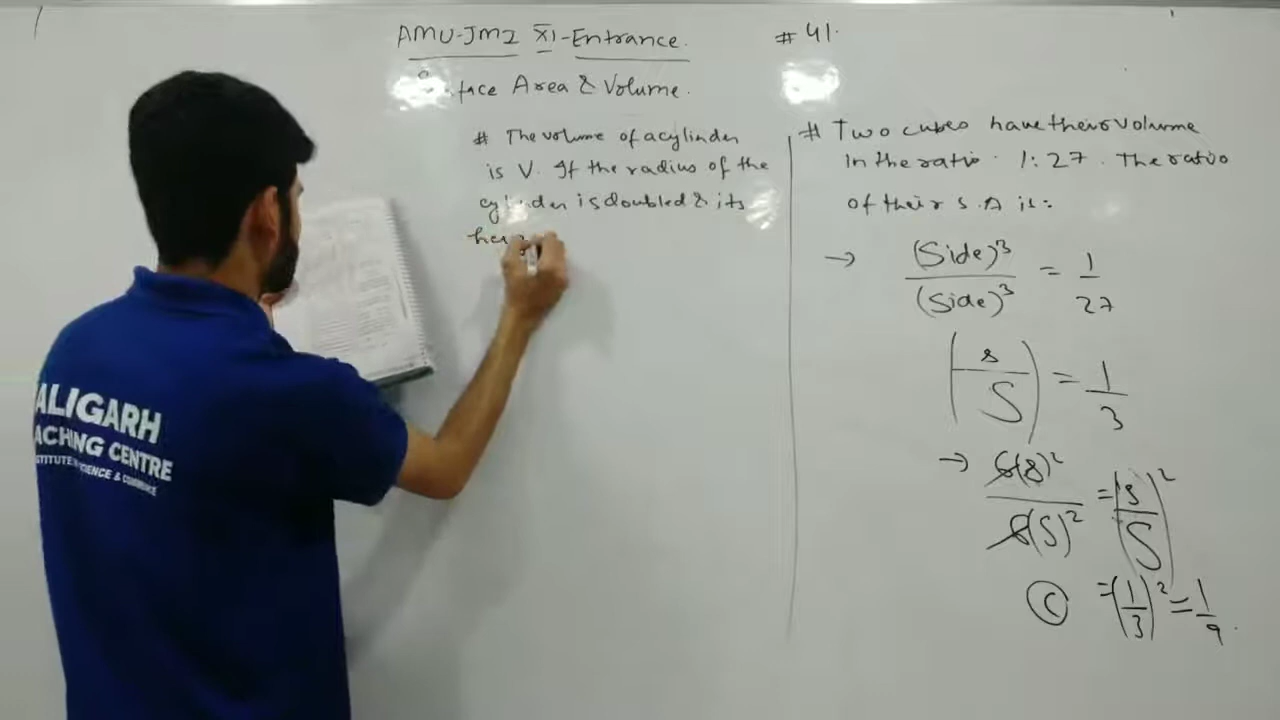 AMU-JMI XI-Entrance.
# 41.
face Area & Volume.
# The volume of a cylinder
is V. If the radius of the
cylinder is doubled & its
# Two cubes have their volume
in the ratio 1:27. The ratio
of their S.A is:
→ (Side)³/(Side)³ = 1/27
(s/S) = 1/3
→ 6(s)²/6(S)² = (s/S)²
(C) =(1/3)² = 1/9.
ALIGARH
ACHING CENTRE
STITUTE SCIENCE & COMMERCE